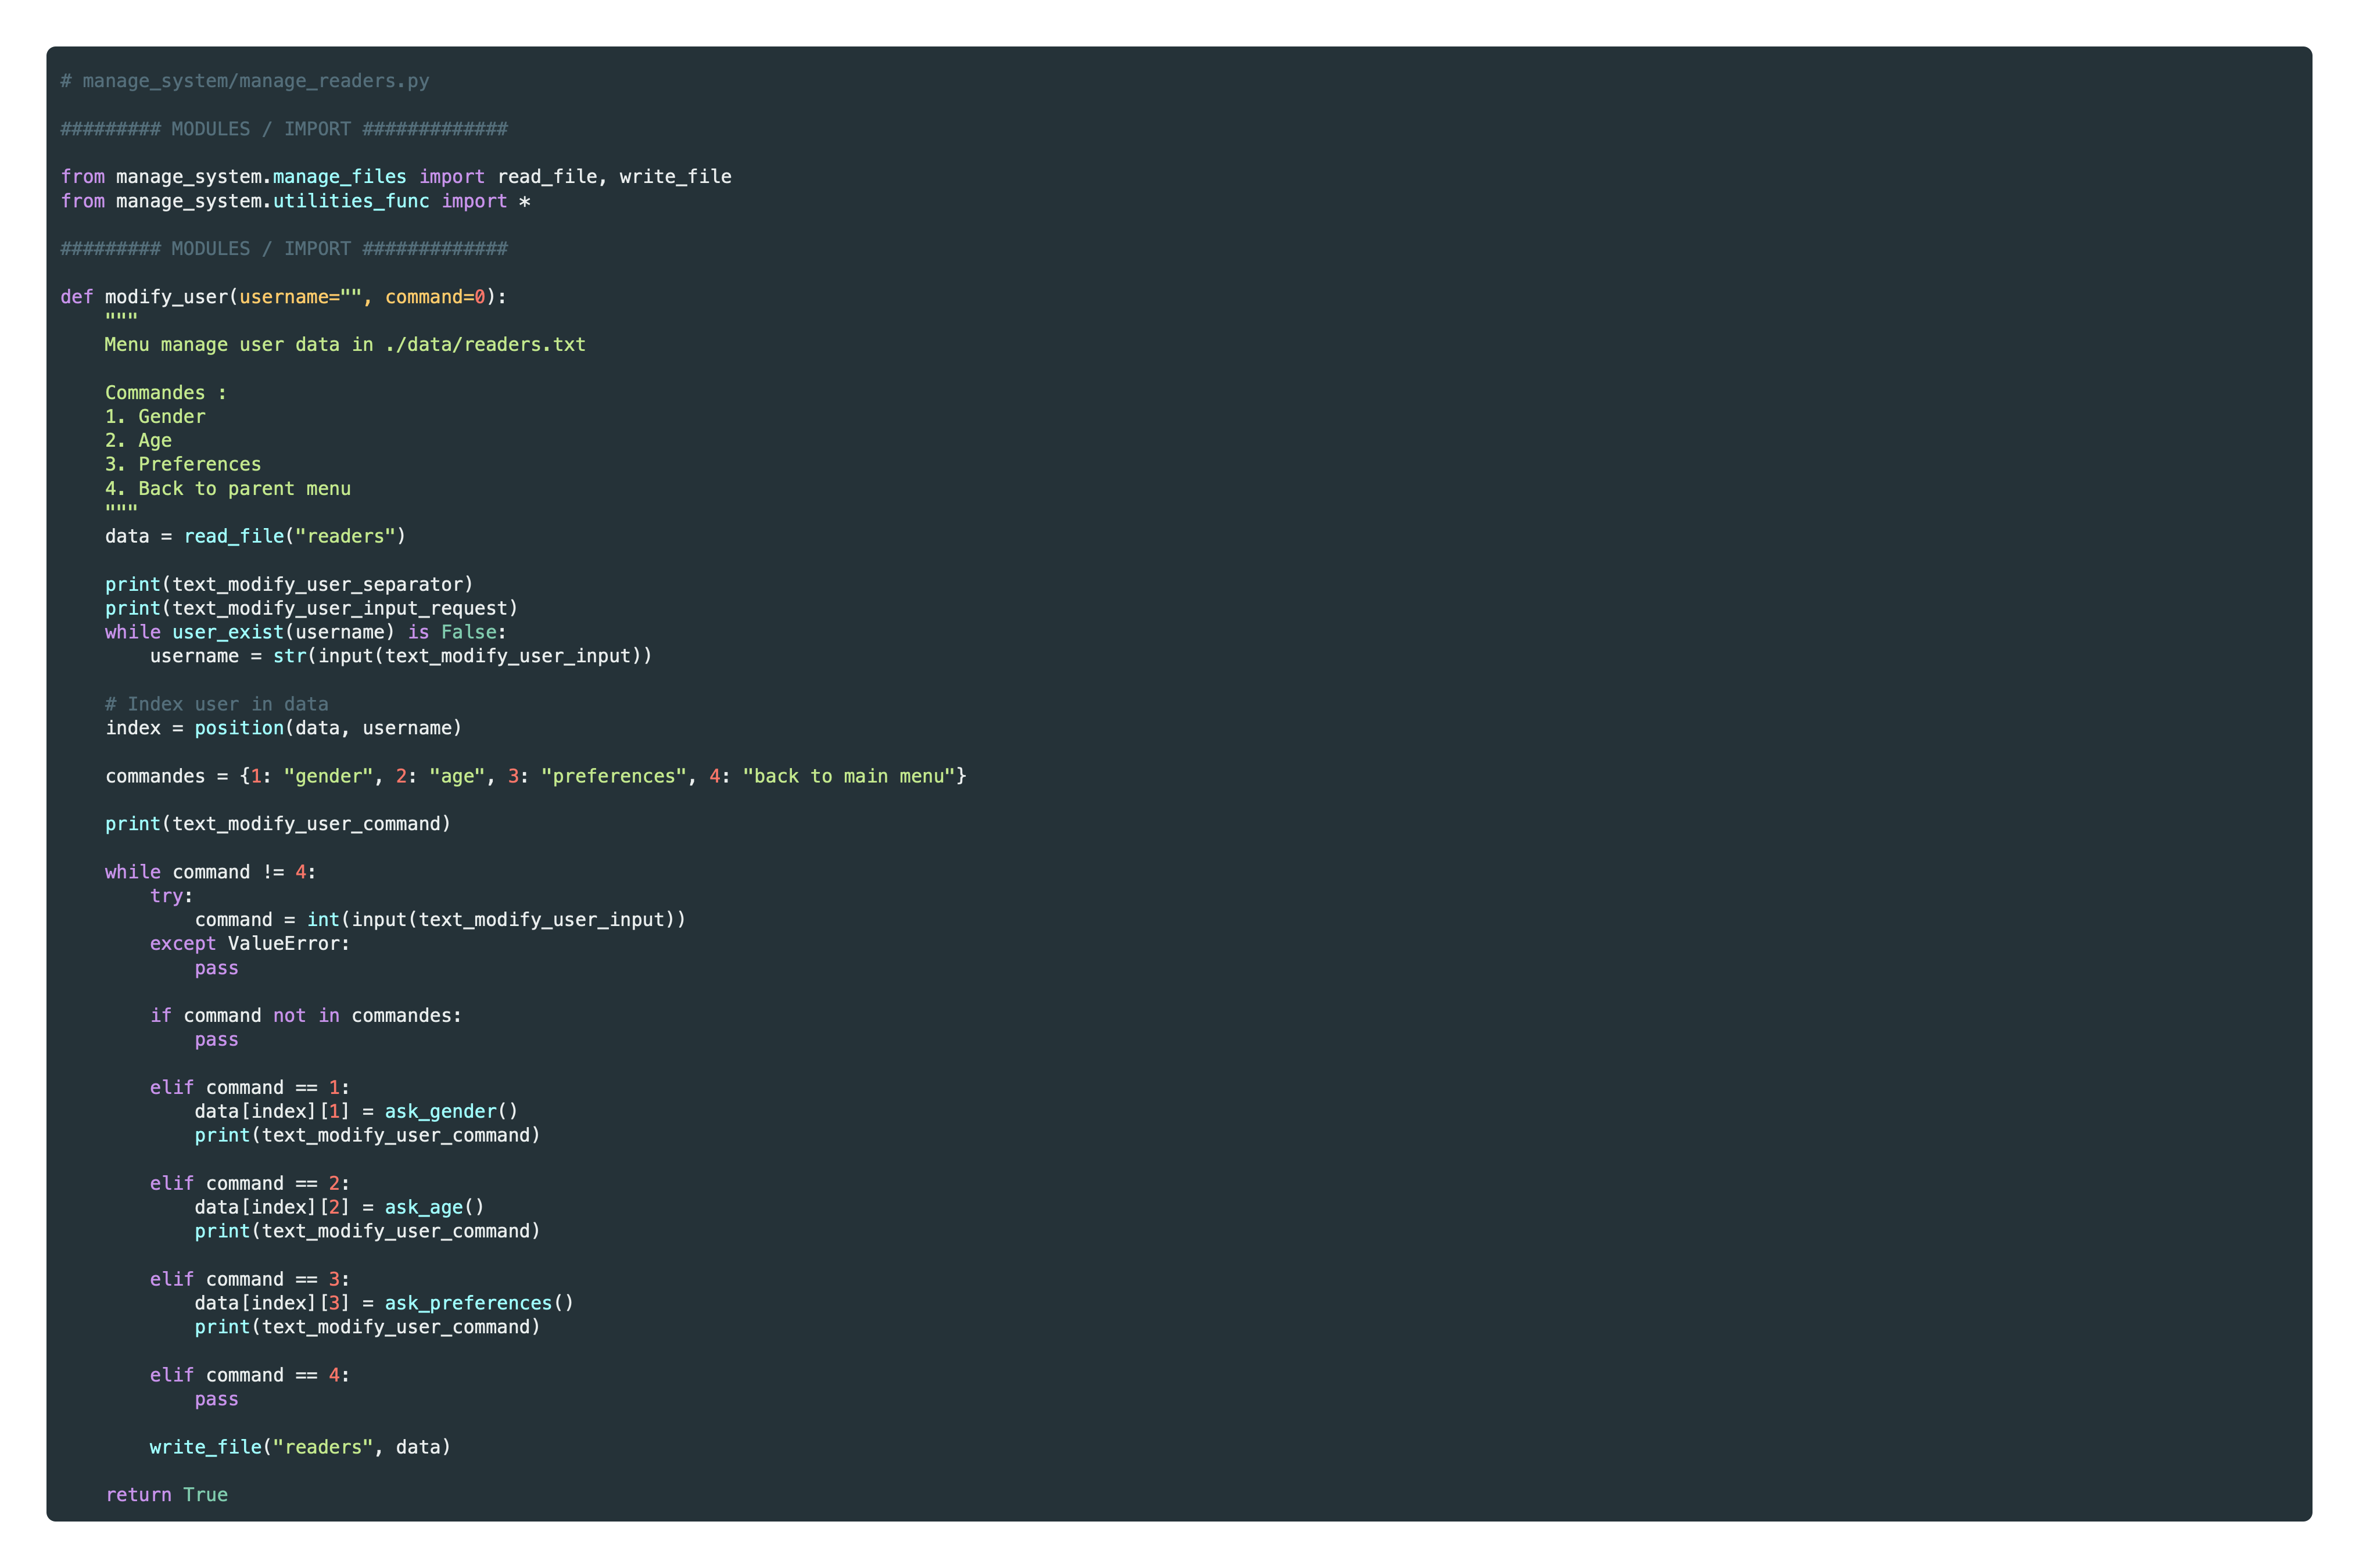 # manage_system/manage_readers.py
######### MODULES / IMPORT #############
from manage_system.manage_files import read_file, write_file
from manage_system.utilities_func import *
######### MODULES / IMPORT #############
def modify_user(username="", command=0):
    """
    Menu manage user data in ./data/readers.txt
    Commandes :
    1. Gender
    2. Age
    3. Preferences
    4. Back to parent menu
    """
    data = read_file("readers")
    print(text_modify_user_separator)
    print(text_modify_user_input_request)
    while user_exist(username) is False:
        username = str(input(text_modify_user_input))
    # Index user in data
    index = position(data, username)
    commandes = {1: "gender", 2: "age", 3: "preferences", 4: "back to main menu"}
    print(text_modify_user_command)
    while command != 4:
        try:
            command = int(input(text_modify_user_input))
        except ValueError:
            pass
        if command not in commandes:
            pass
        elif command == 1:
            data[index][1] = ask_gender()
            print(text_modify_user_command)
        elif command == 2:
            data[index][2] = ask_age()
            print(text_modify_user_command)
        elif command == 3:
            data[index][3] = ask_preferences()
            print(text_modify_user_command)
        elif command == 4:
            pass
        write_file("readers", data)
    return True